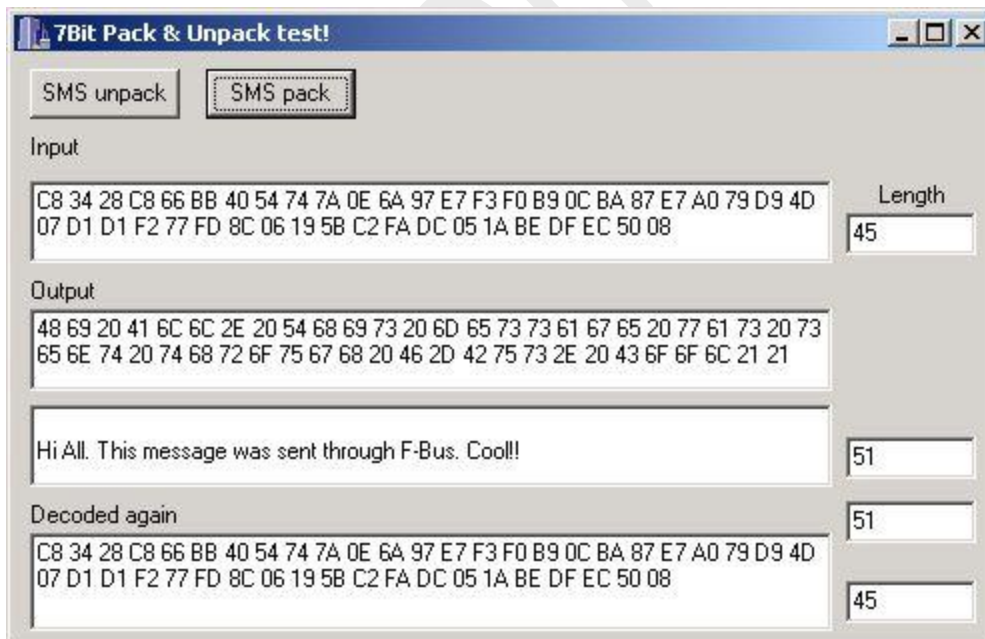 7Bit Pack & Unpack test!
SMS unpack
SMS pack
Input
C8 34 28 C8 66 BB 40 54 74 7A 0E 6A 97 E7 F3 F0 B9 0C BA 87 E7 A0 79 D9 4D
07 D1 D1 F2 77 FD 8C 06 19 5B C2 FA DC 05 1A BE DF EC 50 08
Length
45
Output
48 69 20 41 6C 6C 2E 20 54 68 69 73 20 6D 65 73 73 61 67 65 20 77 61 73 20 73
65 6E 74 20 74 68 72 6F 75 67 68 20 46 2D 42 75 73 2E 20 43 6F 6F 6C 21 21
Hi All. This message was sent through F-Bus. Cool!!
51
Decoded again
51
C8 34 28 C8 66 BB 40 54 74 7A 0E 6A 97 E7 F3 F0 B9 0C BA 87 E7 A0 79 D9 4D
07 D1 D1 F2 77 FD 8C 06 19 5B C2 FA DC 05 1A BE DF EC 50 08
45